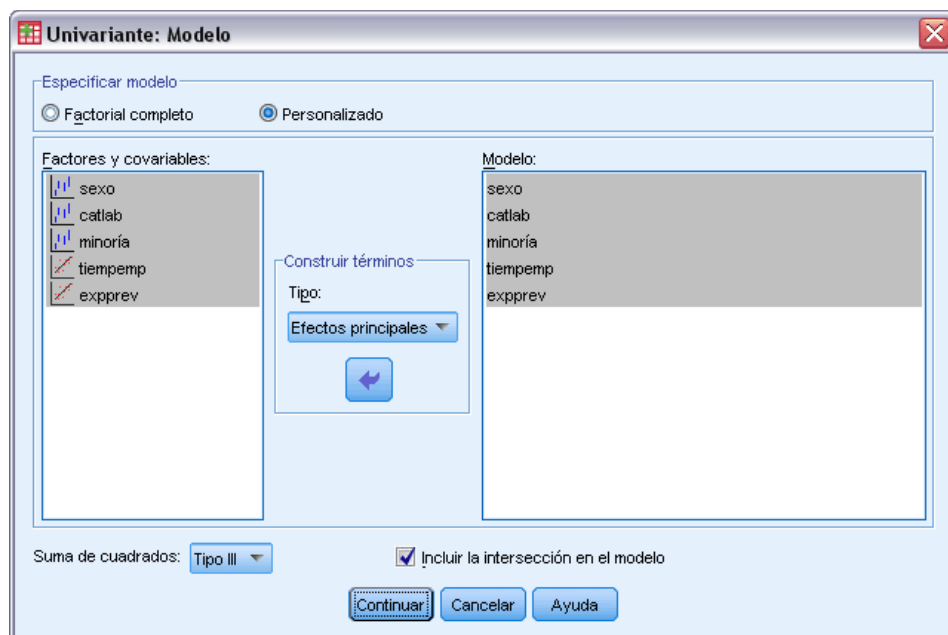 Univariante: Modelo
Especificar modelo
Factorial completo
Personalizado
Factores y covariables:
sexo
catlab
minoría
tiempemp
expprev
Construir términos
Tipo:
Efectos principales
Modelo:
sexo
catlab
minoría
tiempemp
expprev
Suma de cuadrados:
Tipo III
Incluir la intersección en el modelo
Continuar
Cancelar
Ayuda